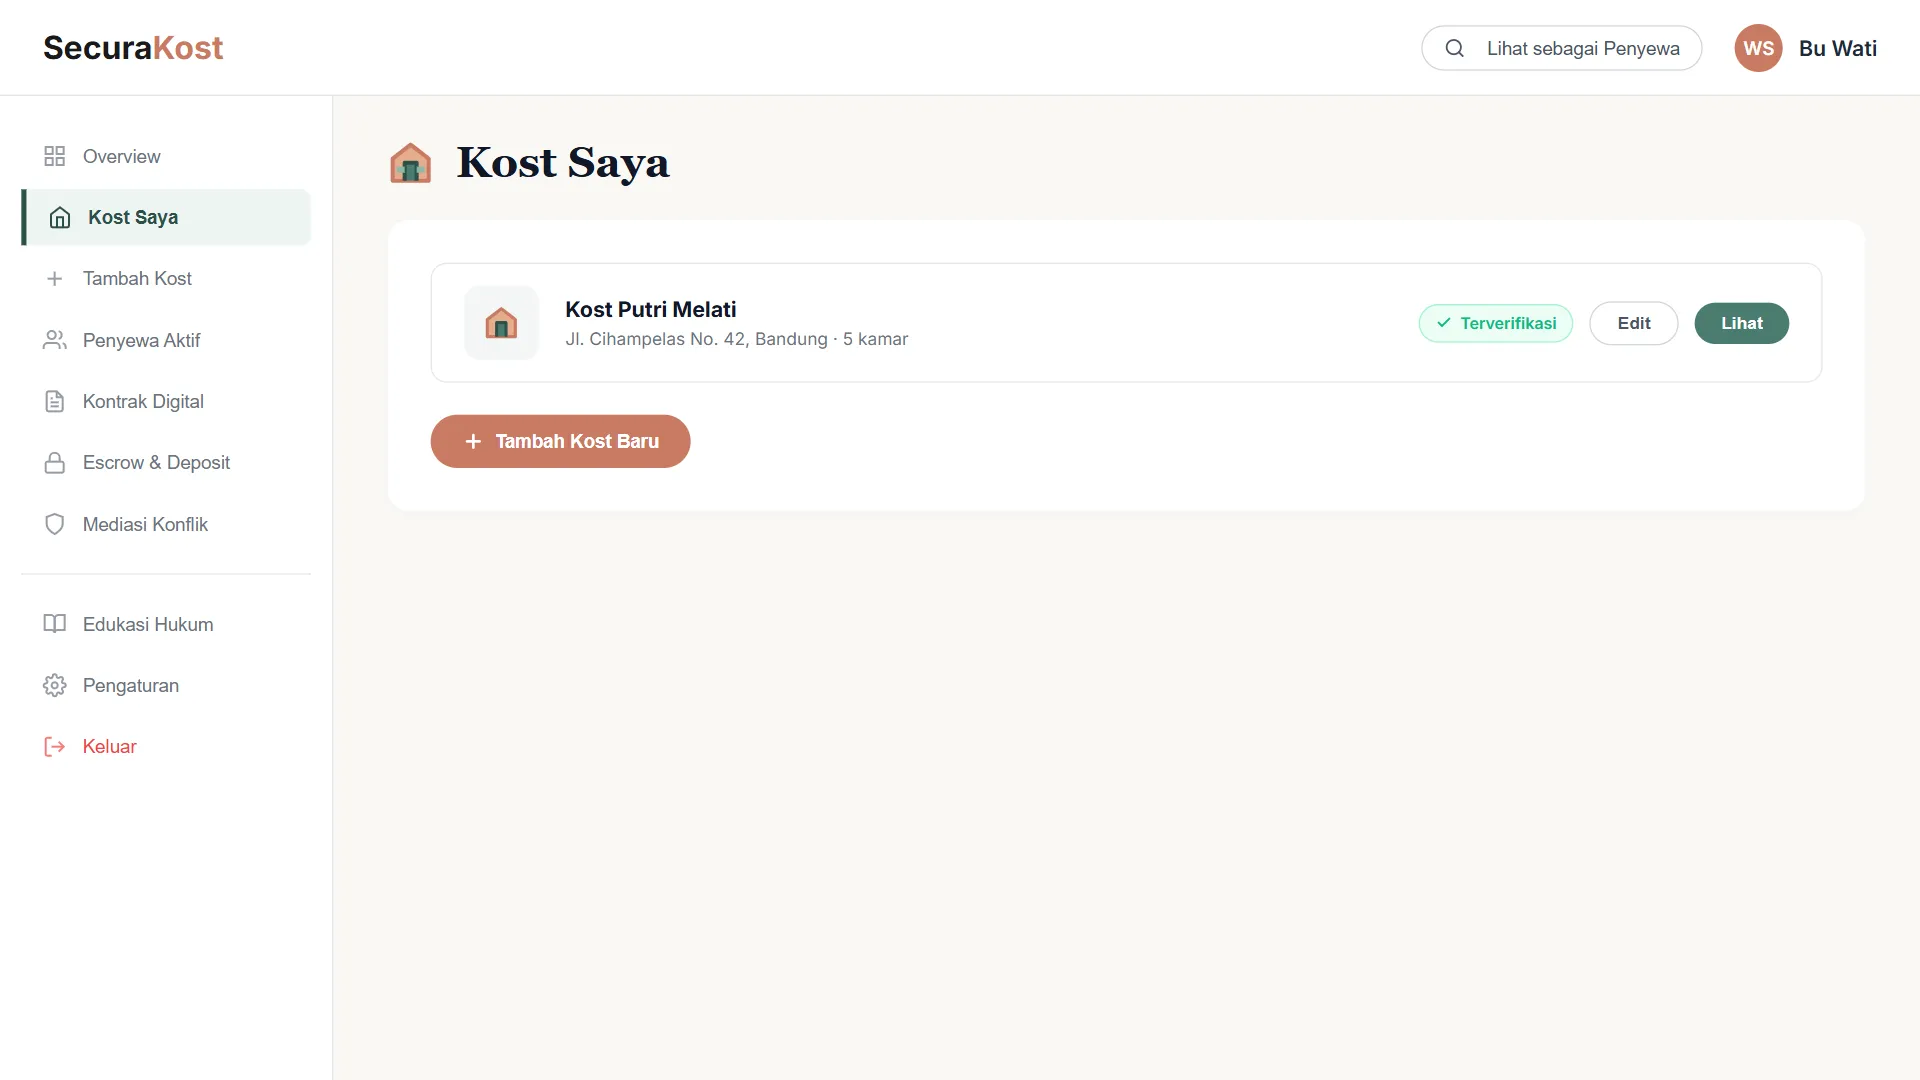 SecuraKost
Lihat sebagai Penyewa
WS
Bu Wati
Overview
Kost Saya
Tambah Kost
Penyewa Aktif
Kontrak Digital
Escrow & Deposit
Mediasi Konflik
Edukasi Hukum
Pengaturan
Keluar
Kost Saya
Kost Putri Melati
Jl. Cihampelas No. 42, Bandung · 5 kamar
Terverifikasi
Edit
Lihat
Tambah Kost Baru